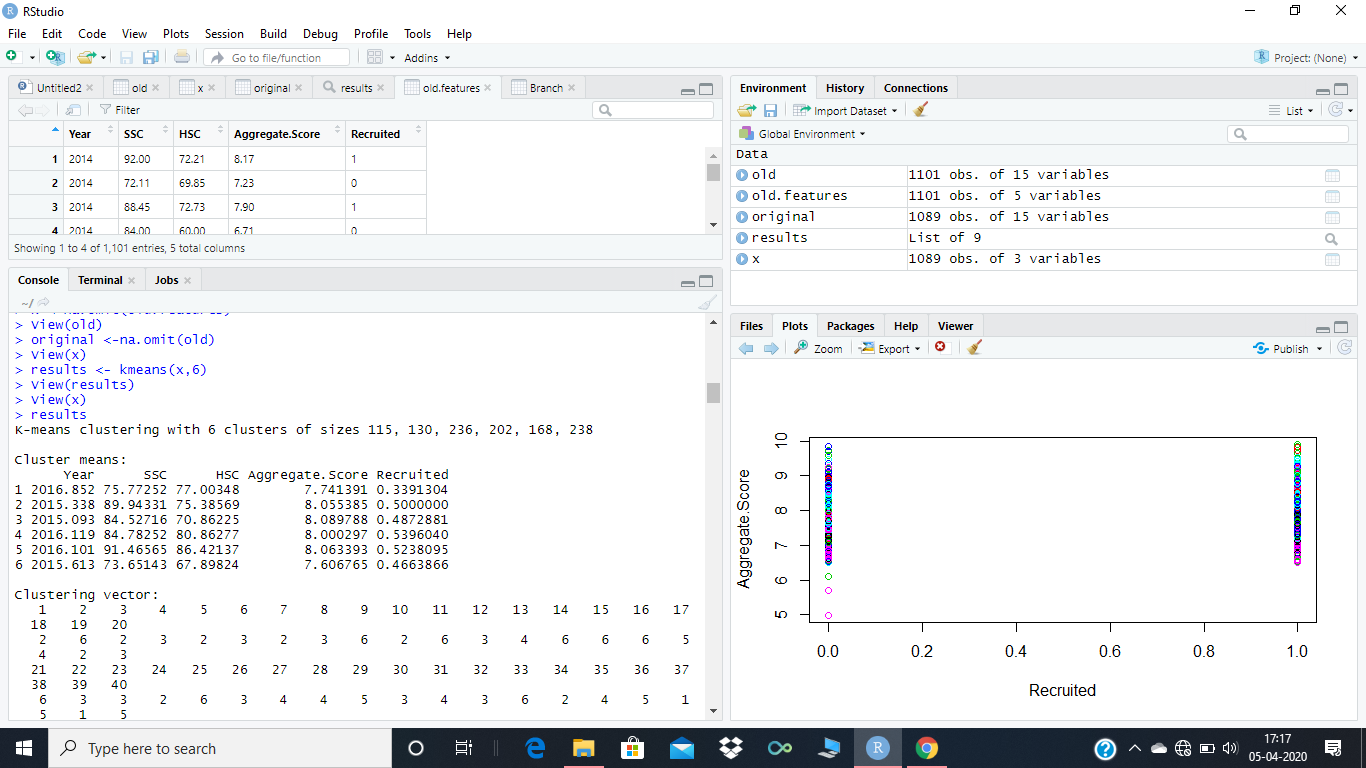 RStudio
File Edit Code View Plots Session Build Debug Profile Tools Help
Go to file/function Addins Project: (None)
Untitled2 old x original results old.features Branch
Filter
Year SSC HSC Aggregate.Score Recruited
1 2014 92.00 72.21 8.17 1
2 2014 72.11 69.85 7.23 0
3 2014 88.45 72.73 7.90 1
4 2014 84.00 60.00 6.71 0
Showing 1 to 4 of 1,101 entries, 5 total columns
Console Terminal Jobs
~/
> View(old)
> original <-na.omit(old)
> View(x)
> results <- kmeans(x,6)
> View(results)
> View(x)
> results
K-means clustering with 6 clusters of sizes 115, 130, 236, 202, 168, 238
Cluster means:
Year SSC HSC Aggregate.Score Recruited
1 2016.852 75.77252 77.00348 7.741391 0.3391304
2 2015.338 89.94331 75.38569 8.055385 0.5000000
3 2015.093 84.52716 70.86225 8.089788 0.4872881
4 2016.119 84.78252 80.86277 8.000297 0.5396040
5 2016.101 91.46565 86.42137 8.063393 0.5238095
6 2015.613 73.65143 67.89824 7.606765 0.4663866
Clustering vector:
1 2 3 4 5 6 7 8 9 10 11 12 13 14 15 16 17
18 19 20
2 6 2 3 2 3 2 3 6 2 6 3 4 6 6 6 5
4 2 3
21 22 23 24 25 26 27 28 29 30 31 32 33 34 35 36 37
38 39 40
6 3 3 2 6 3 4 4 5 3 4 3 6 2 4 5 1
5 1 5
Environment History Connections
Import Dataset List
Global Environment
Data
old 1101 obs. of 15 variables
old.features 1101 obs. of 5 variables
original 1089 obs. of 15 variables
results List of 9
x 1089 obs. of 3 variables
Files Plots Packages Help Viewer
Zoom Export Publish
Aggregate.Score
10
9
8
7
6
5
0.0 0.2 0.4 0.6 0.8 1.0
Recruited
Type here to search
17:17
05-04-2020